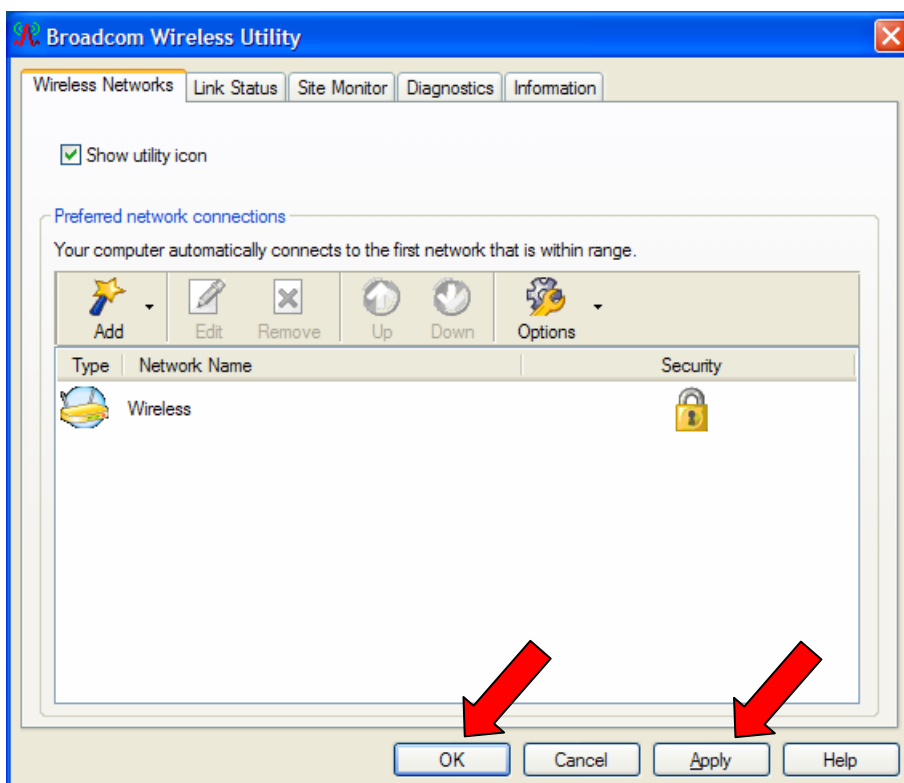 Broadcom Wireless Utility
Wireless Networks Link Status Site Monitor Diagnostics Information
Show utility icon
Preferred network connections
Your computer automatically connects to the first network that is within range.
Add Edit Remove Up Down Options
Type Network Name Security
Wireless
OK Cancel Apply Help